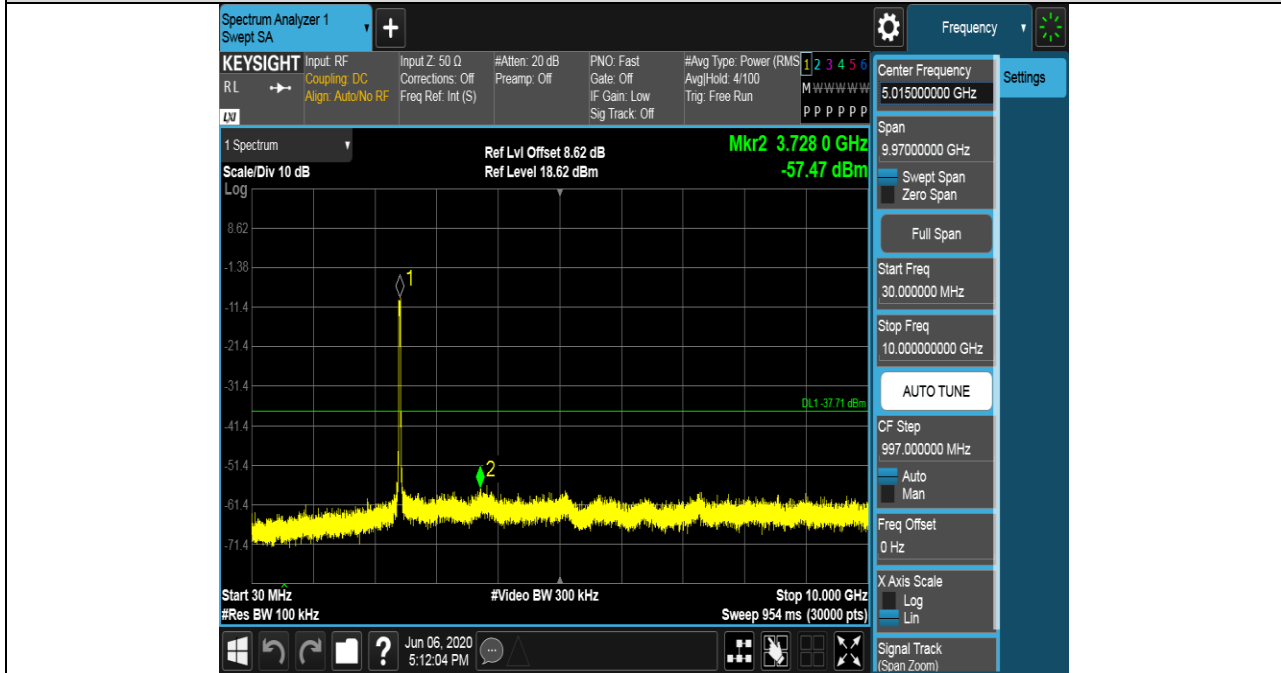 Spectrum Analyzer 1
Swept SA
+
Frequency
KEYSIGHT
RL
LXI
Input: RF
Coupling: DC
Align: Auto/No RF
Input Z: 50 Ω
Corrections: Off
Freq Ref: Int (S)
#Atten: 20 dB
Preamp: Off
PNO: Fast
Gate: Off
IF Gain: Low
Sig Track: Off
#Avg Type: Power (RMS
Avg|Hold: 4/100
Trig: Free Run
1 2 3 4 5 6
M W W W W W
P P P P P P
1 Spectrum
Scale/Div 10 dB
Log
Ref Lvl Offset 8.62 dB
Ref Level 18.62 dBm
Mkr2 3.728 0 GHz
-57.47 dBm
8.62
-1.38
-11.4
-21.4
-31.4
-41.4
-51.4
-61.4
-71.4
1
2
DL1 -37.71 dBm
Start 30 MHz
#Res BW 100 kHz
#Video BW 300 kHz
Stop 10.000 GHz
Sweep 954 ms (30000 pts)
Center Frequency
5.015000000 GHz
Span
9.97000000 GHz
Swept Span
Zero Span
Full Span
Start Freq
30.000000 MHz
Stop Freq
10.000000000 GHz
AUTO TUNE
CF Step
997.000000 MHz
Auto
Man
Freq Offset
0 Hz
X Axis Scale
Log
Lin
Signal Track
(Span Zoom)
Settings
?
Jun 06, 2020
5:12:04 PM